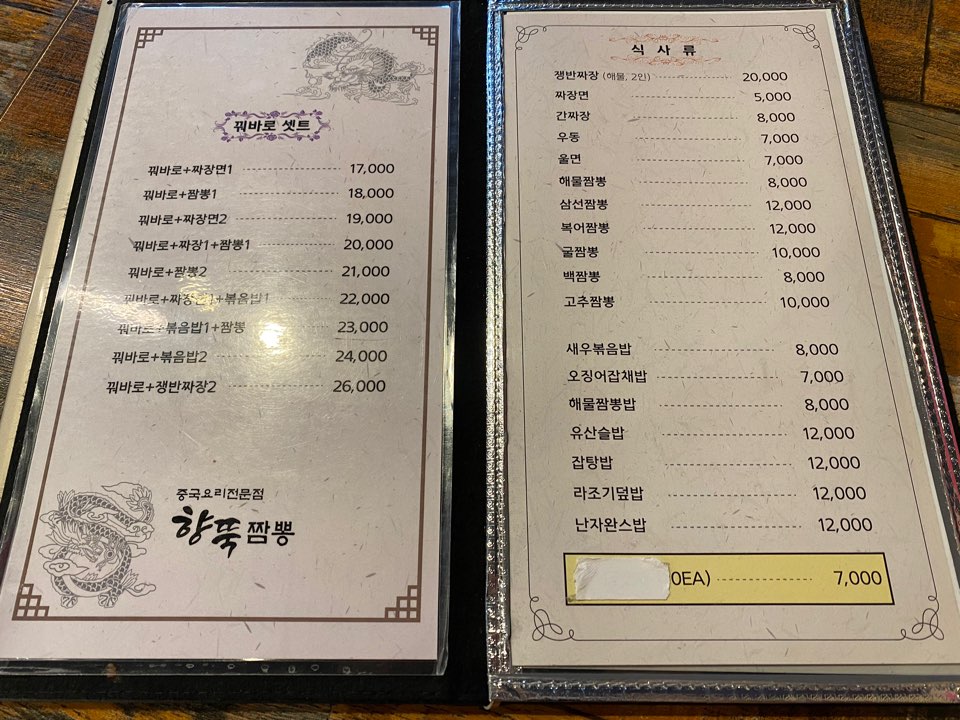 꿔바로 셋트
꿔바로+짜장면1 17,000
꿔바로+짬뽕1 18,000
꿔바로+짜장면2 19,000
꿔바로+짜장1+짬뽕1 20,000
꿔바로+짬뽕2 21,000
꿔바로+짜장면1+볶음밥1 22,000
꿔바로+볶음밥1+짬뽕 23,000
꿔바로+볶음밥2 24,000
꿔바로+쟁반짜장2 26,000
중국요리전문점
향뚝짬뽕
식사류
쟁반짜장 (해물, 2인) 20,000
짜장면 5,000
간짜장 8,000
우동 7,000
울면 7,000
해물짬뽕 8,000
삼선짬뽕 12,000
복어짬뽕 12,000
굴짬뽕 10,000
백짬뽕 8,000
고추짬뽕 10,000
새우볶음밥 8,000
오징어잡채밥 7,000
해물짬뽕밥 8,000
유산슬밥 12,000
잡탕밥 12,000
라조기덮밥 12,000
난자완스밥 12,000
0EA) 7,000